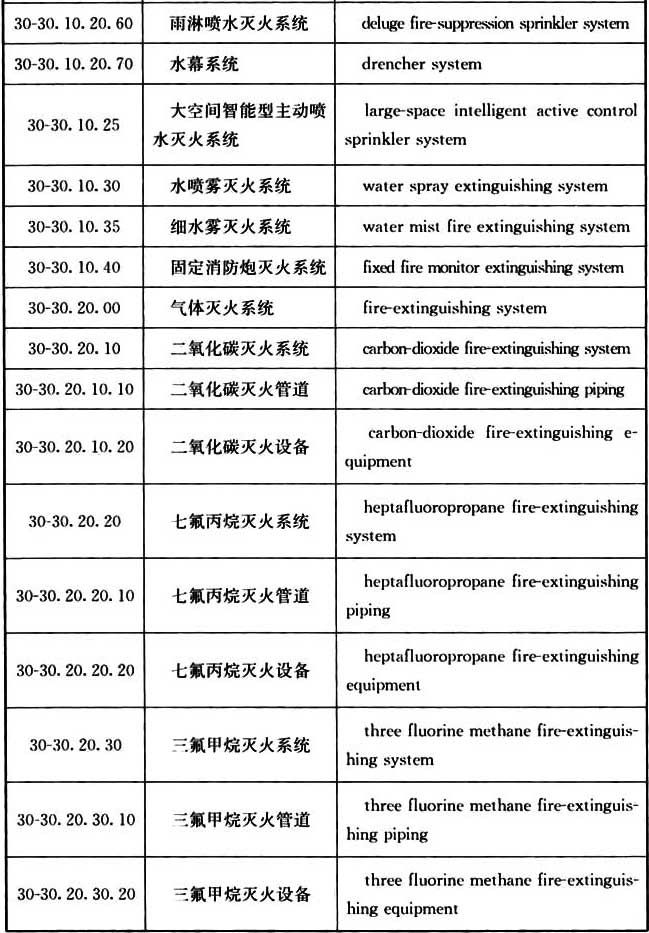 30-30.10.20.60 雨淋喷水灭火系统 deluge fire-suppression sprinkler system
30-30.10.20.70 水幕系统 drencher system
30-30.10.25 大空间智能型主动喷 large-space intelligent active control
水灭火系统 sprinkler system
30-30.10.30 水喷雾灭火系统 water spray extinguishing system
30-30.10.35 细水雾灭火系统 water mist fire extinguishing system
30-30.10.40 固定消防炮灭火系统 fixed fire monitor extinguishing system
30-30.20.00 气体灭火系统 fire-extinguishing system
30-30.20.10 二氧化碳灭火系统 carbon-dioxide fire-extinguishing system
30-30.20.10.10 二氧化碳灭火管道 carbon-dioxide fire-extinguishing piping
30-30.20.10.20 二氧化碳灭火设备 carbon-dioxide fire-extinguishing e-
quipment
30-30.20.20 七氟丙烷灭火系统 heptafluoropropane fire-extinguishing
system
30-30.20.20.10 七氟丙烷灭火管道 heptafluoropropane fire-extinguishing
piping
30-30.20.20.20 七氟丙烷灭火设备 heptafluoropropane fire-extinguishing
equipment
30-30.20.30 三氟甲烷灭火系统 three fluorine methane fire-extinguis-
hing system
30-30.20.30.10 三氟甲烷灭火管道 three fluorine methane fire-extinguis-
hing piping
30-30.20.30.20 三氟甲烷灭火设备 three fluorine methane fire-extinguis-
hing equipment